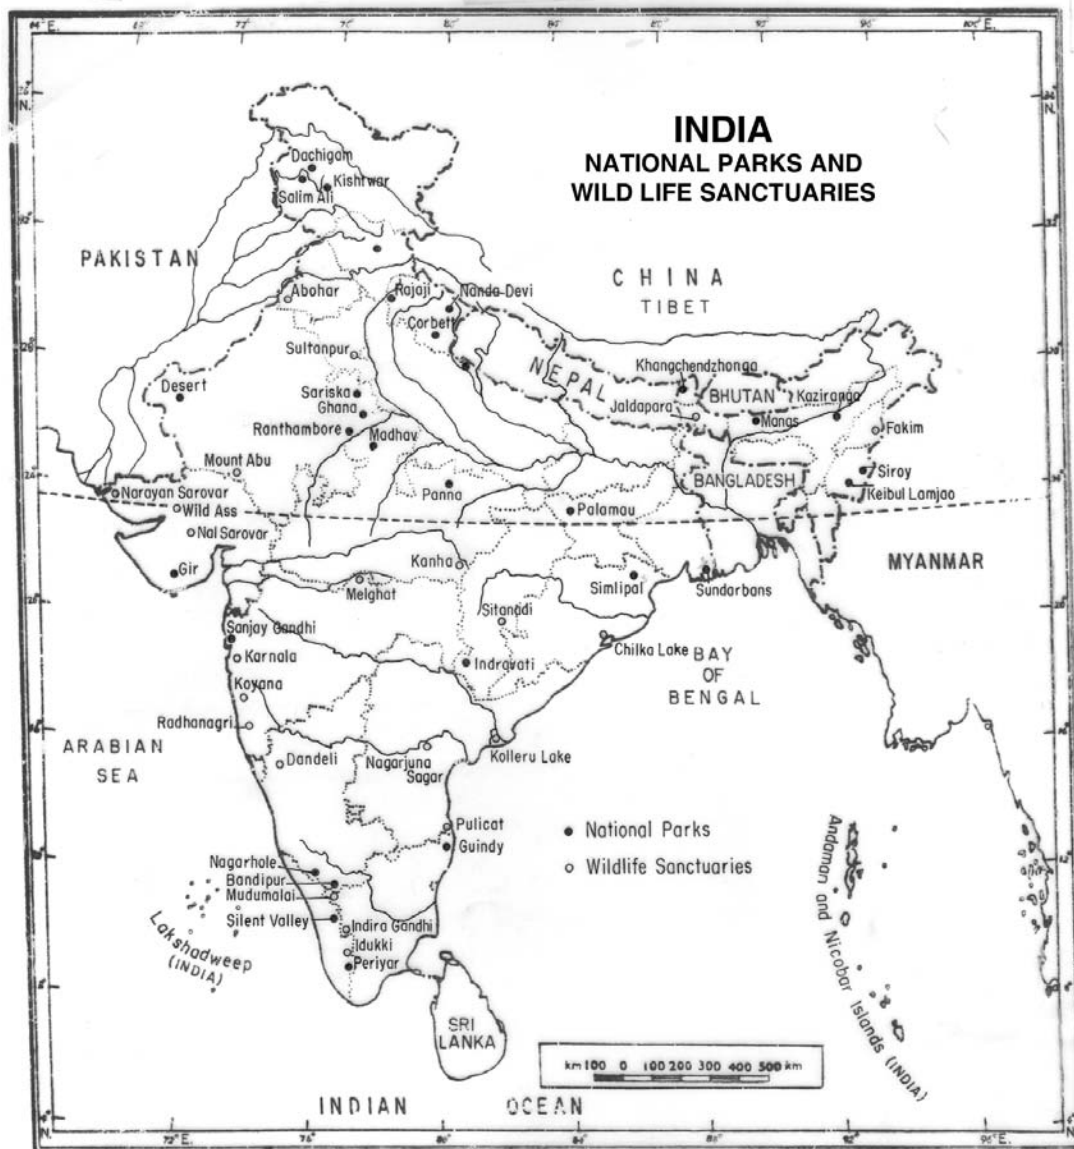 INDIA
NATIONAL PARKS AND
WILD LIFE SANCTUARIES
Dachigam
Kishtwar
Salim Ali
PAKISTAN
CHINA
TIBET
Abohar
Rajaji
Nanda-Devi
Corbett
Sultanpur
NEPAL
Khangchendzhonga
BHUTAN
Kaziranga
Desert
Sariska
Ghana
Jaldapara
Manas
Ranthambore
Madhav
Fakim
Mount Abu
Siroy
Panna
BANGLADESH
Keibul Lamjao
Narayan Sarovar
Wild Ass
Palamau
Nal Sarovar
Kanha
MYANMAR
Gir
Melghat
Simlipal
Sundarbans
Sitanadi
Sanjay Gandhi
Chilka Lake
Karnala
Indravati
BAY
OF
BENGAL
Koyana
Radhanagri
ARABIAN
SEA
Dandeli
Nagarjuna
Sagar
Kolleru Lake
Pulicat
Guindy
National Parks
Wildlife Sanctuaries
Nagarhole
Bandipur
Mudumalai
Silent Valley
Indira Gandhi
Idukki
Periyar
Lakshadweep
(INDIA)
Andaman and Nicobar Islands (INDIA)
SRI
LANKA
km 100 0 100 200 300 400 500 km
INDIAN OCEAN
72° E.
76°